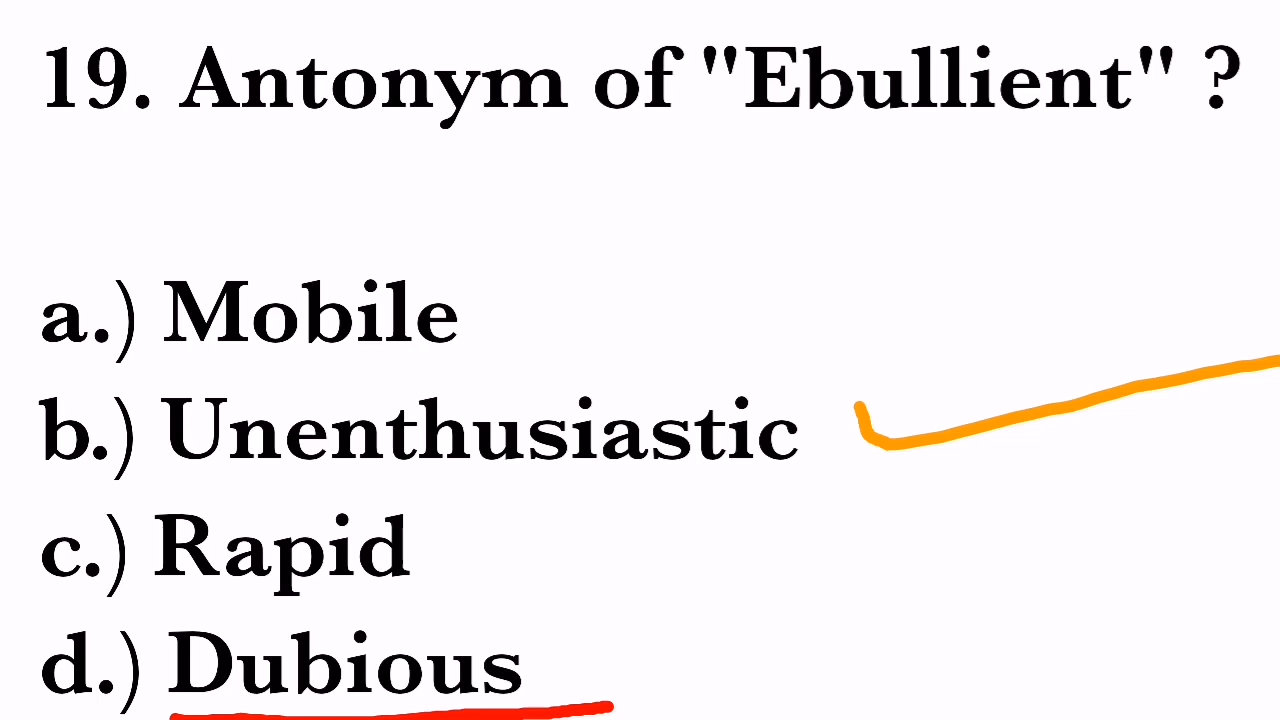 19. Antonym of "Ebullient" ?
a.) Mobile
b.) Unenthusiastic
c.) Rapid
d.) Dubious